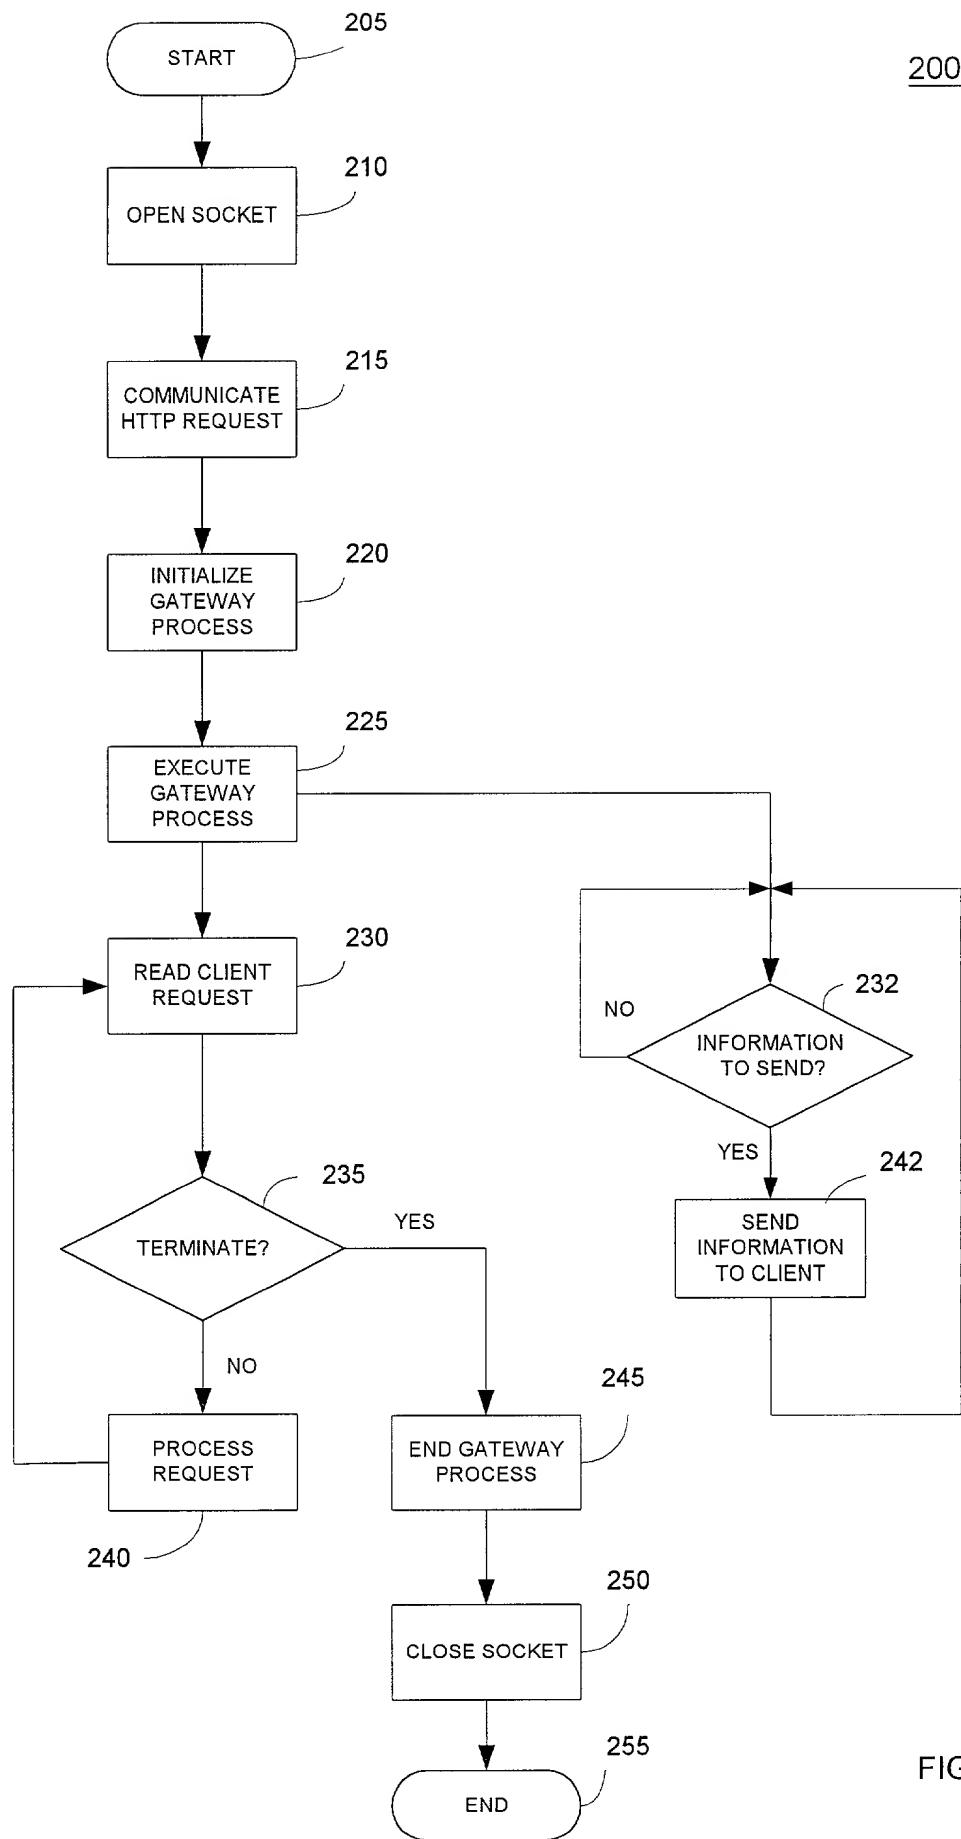 START
205
200
OPEN SOCKET
210
COMMUNICATE
HTTP REQUEST
215
INITIALIZE
GATEWAY
PROCESS
220
EXECUTE
GATEWAY
PROCESS
225
READ CLIENT
REQUEST
230
INFORMATION
TO SEND?
232
NO
YES
SEND
INFORMATION
TO CLIENT
242
TERMINATE?
235
YES
NO
PROCESS
REQUEST
240
END GATEWAY
PROCESS
245
CLOSE SOCKET
250
END
255
FIG